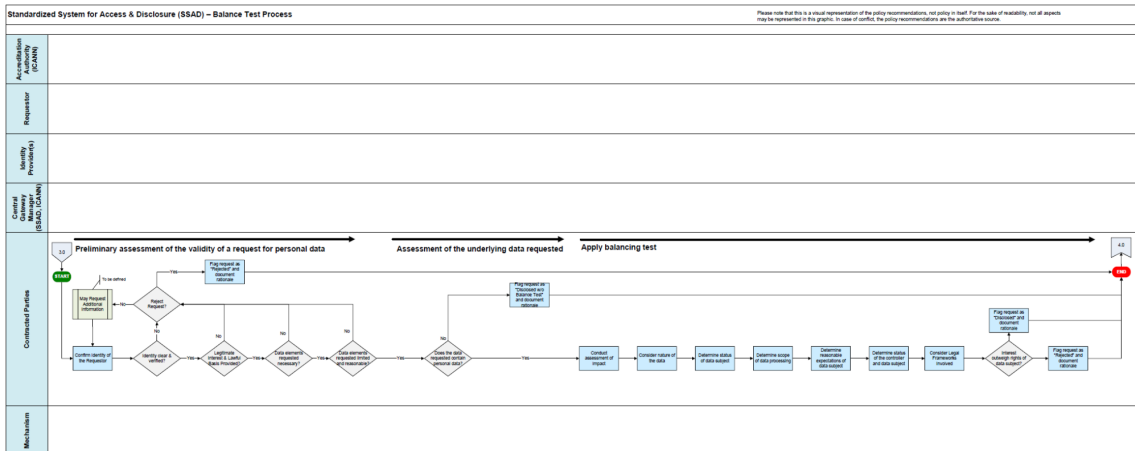 Standardized System for Access & Disclosure (SSAD) – Balance Test Process
Please note that this is a visual representation of the policy recommendations, not policy in itself. For the sake of readability, not all aspects
may be represented in this graphic. In case of conflict, the policy recommendations are the authoritative source.
Accreditation
Authority
(ICANN)
Requestor
Identity
Provider(s)
Central
Gateway
Manager
(SSAD, ICANN)
Contracted Parties
Mechanism
3.0
Preliminary assessment of the validity of a request for personal data
Assessment of the underlying data requested
Apply balancing test
4.0
START
To be defined
May Request
Additional
Information
No
Reject
Request?
Yes
Flag request as
"Rejected" and
document
rationale
Flag request as
"Disclosed w/o
Balance Test"
and document
rationale
END
Flag request as
"Disclosed" and
document
rationale
No
No
No
No
No
Confirm identity of
the Requestor
Identity clear &
verified?
Yes
Legitimate
Interest & Lawful
Basis Provided?
Yes
Data elements
requested
necessary?
Yes
Data elements
requested limited
and reasonable?
Yes
Does the data
requested contain
personal data?
Yes
Conduct
assessment of
impact
Consider nature of
the data
Determine status
of data subject
Determine scope
of data processing
Determine
reasonable
expectations of
data subject
Determine status
of the controller
and data subject
Consider Legal
Frameworks
involved
Interest
outweigh rights of
data subject?
Flag request as
"Rejected" and
document
rationale